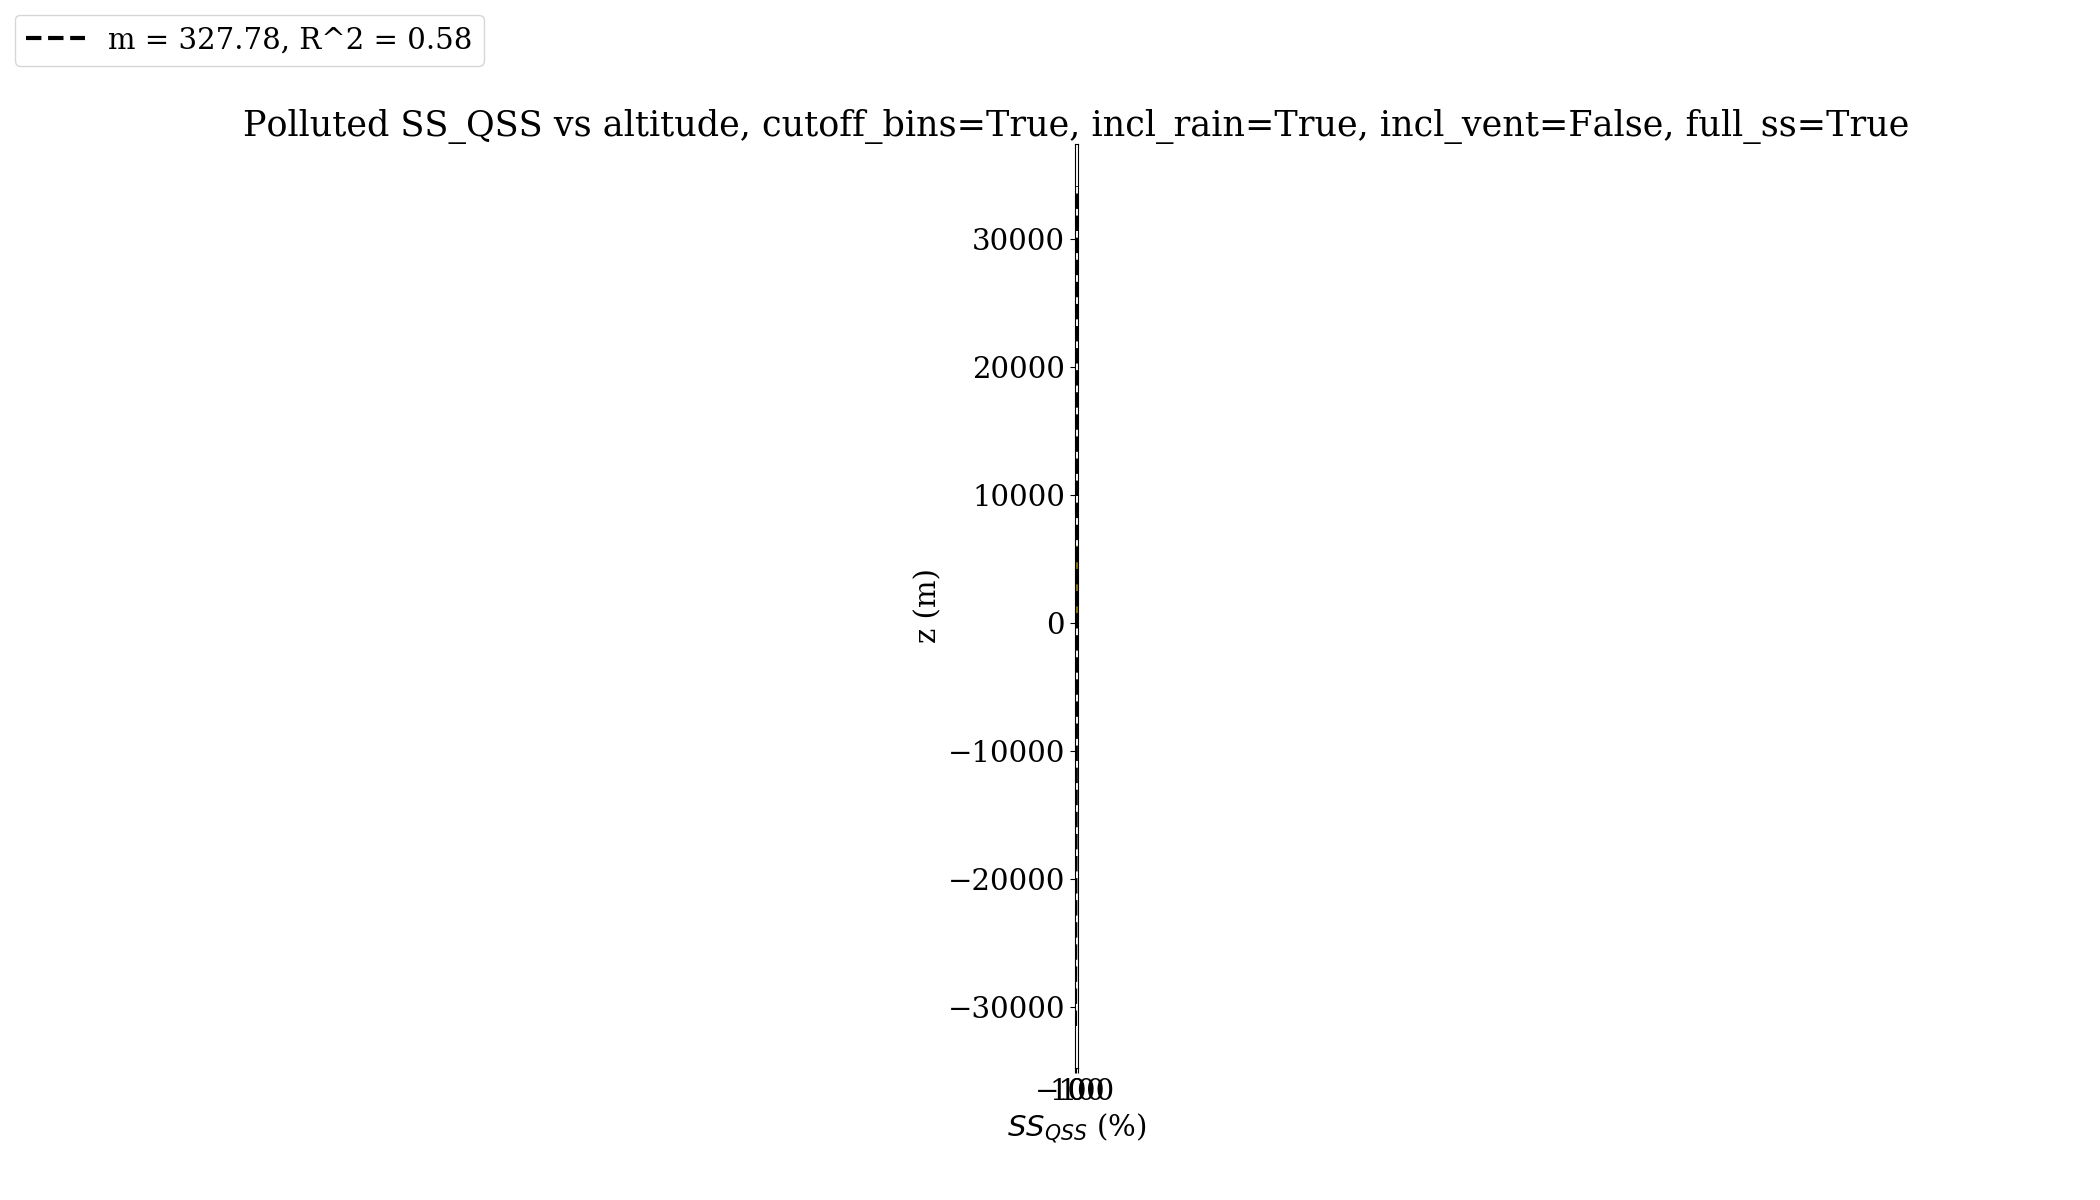 m = 327.78, R^2 = 0.58
Polluted SS_QSS vs altitude, cutoff_bins=True, incl_rain=True, incl_vent=False, full_ss=True
30000
20000
10000
0
−10000
−20000
−30000
z (m)
SS_QSS (%)